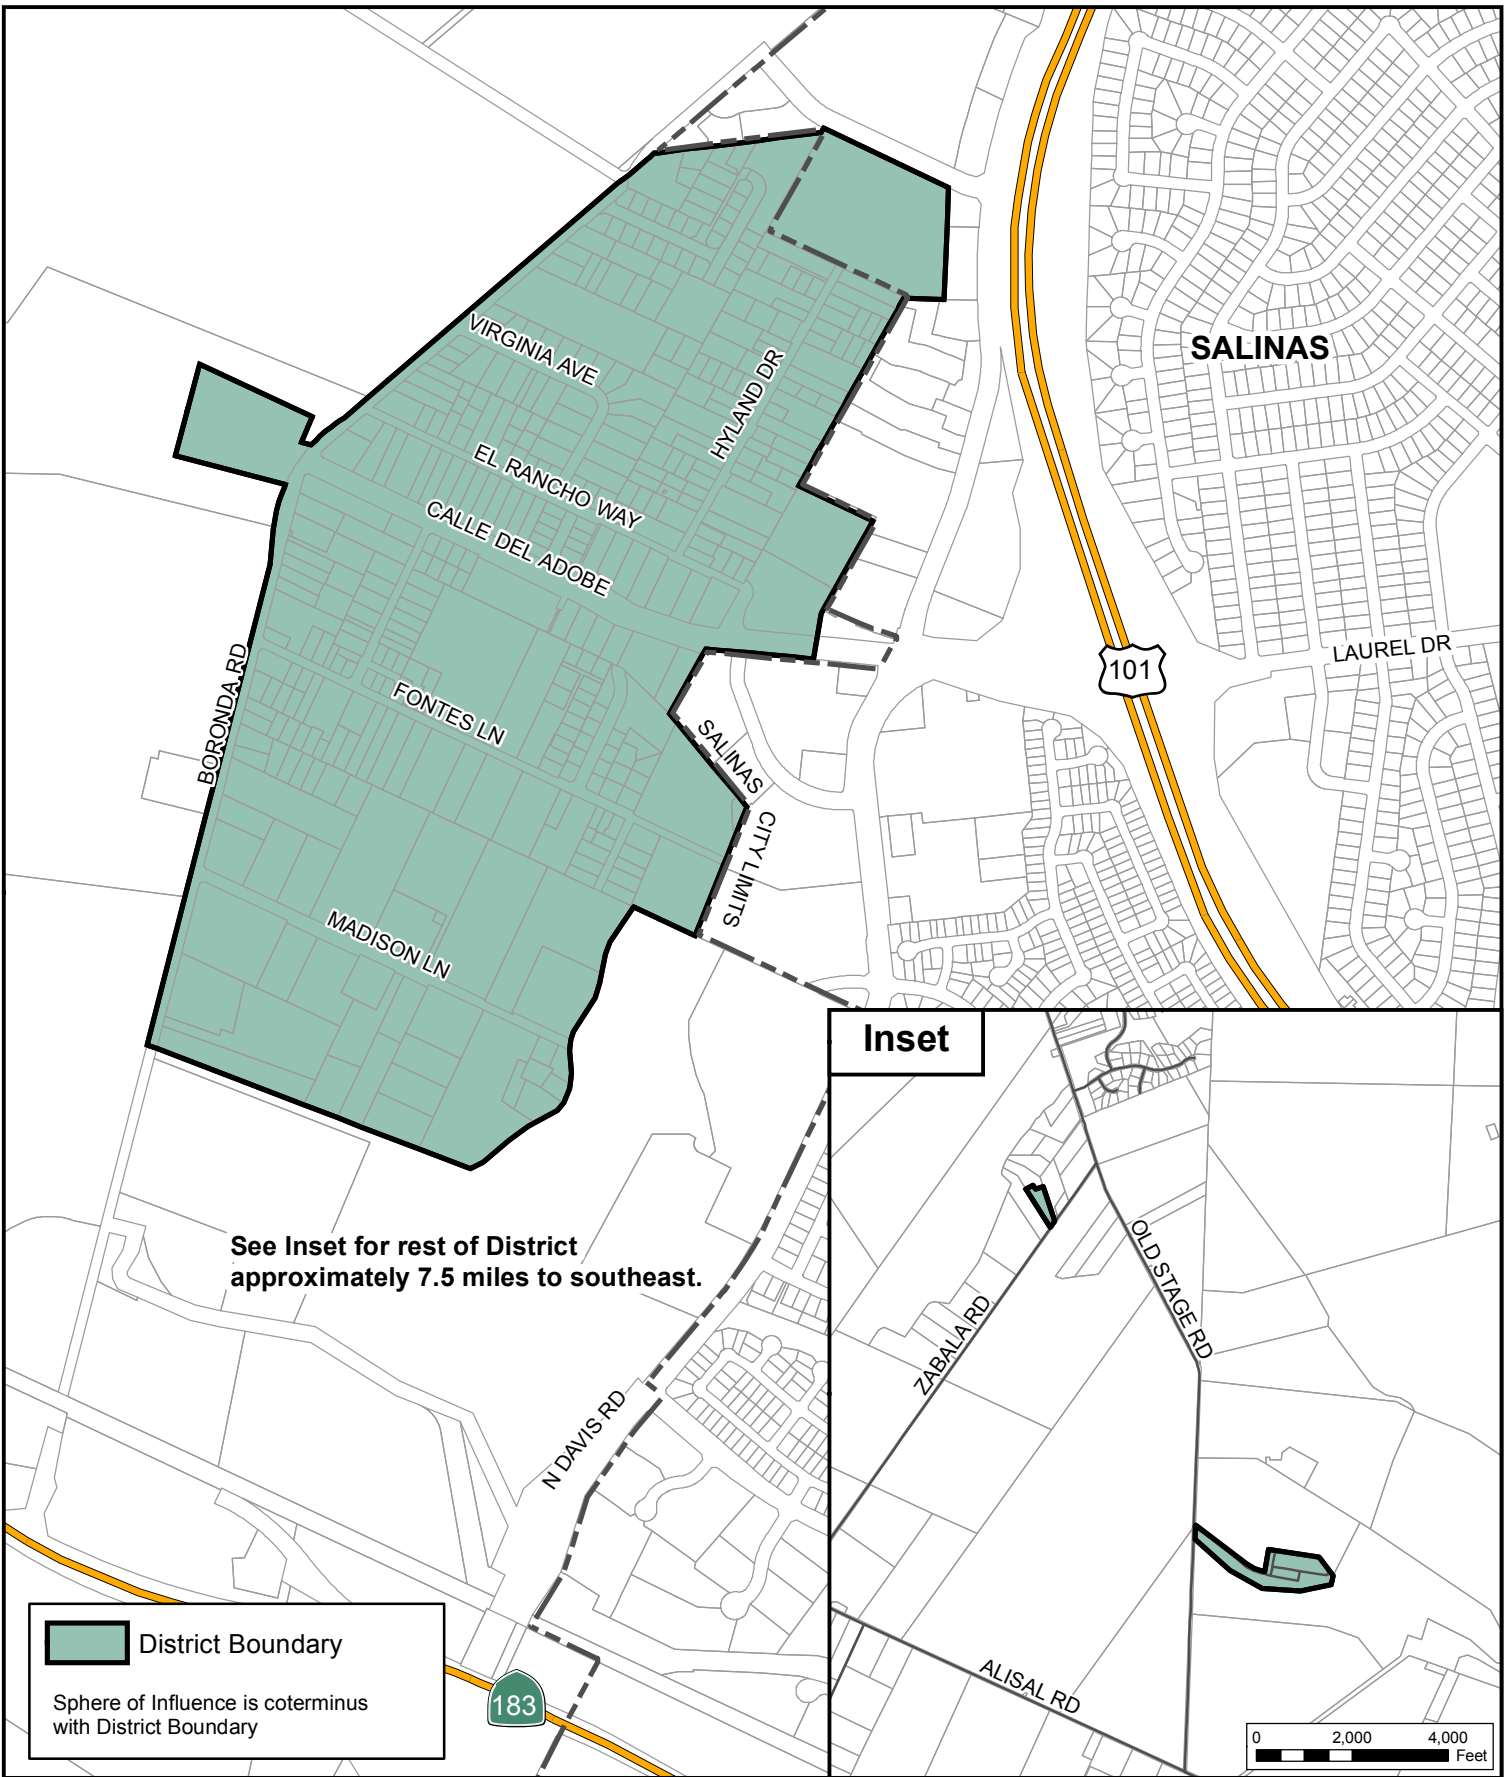 SALINAS
VIRGINIA AVE
HYLAND DR
EL RANCHO WAY
CALLE DEL ADOBE
BORONDA RD
FONTES LN
LAUREL DR
101
SALINAS CITY LIMITS
MADISON LN
See Inset for rest of District
approximately 7.5 miles to southeast.
N DAVIS RD
183
District Boundary
Sphere of Influence is coterminus
with District Boundary
Inset
ZABALA RD
OLD STAGE RD
ALISAL RD
0 2,000 4,000
Feet